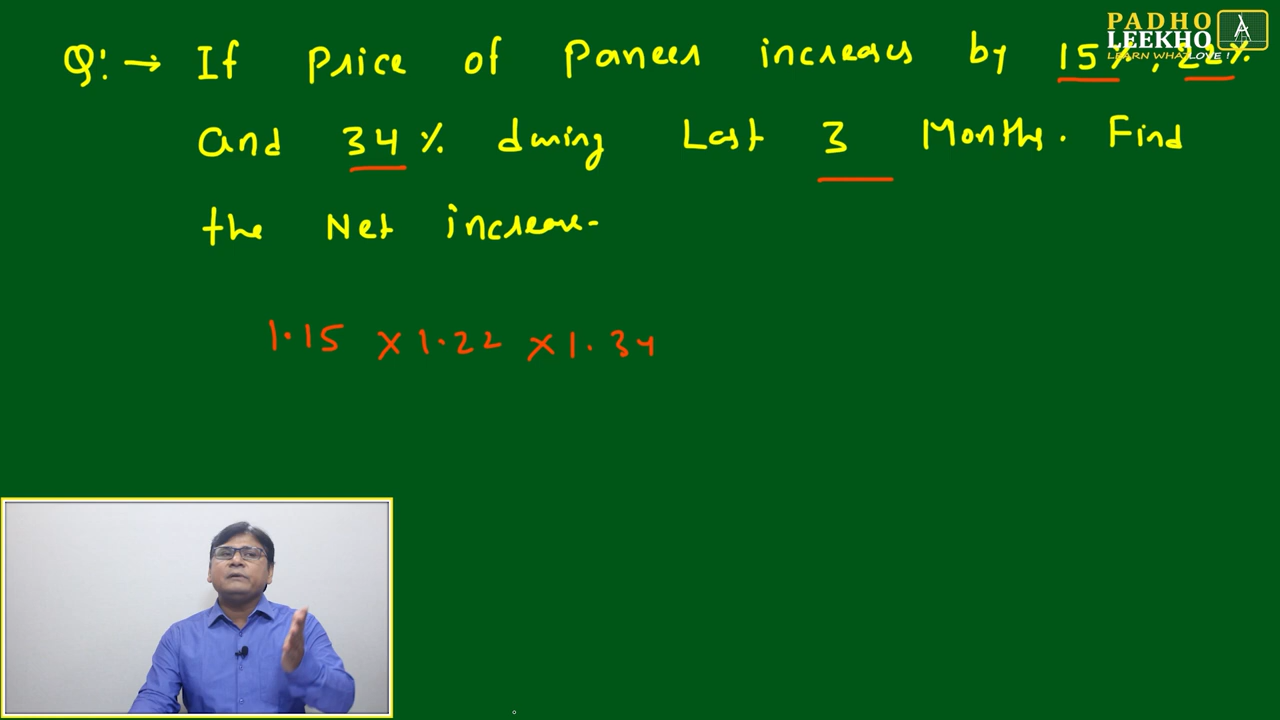 PADHO
LEEKHO
LEARN WHAT LOVE !
Q:→ If Price of Paneer increases by 15%, 22%
and 34% during Last 3 Months. Find
the Net increase-
1.15 x 1.22 x 1.34